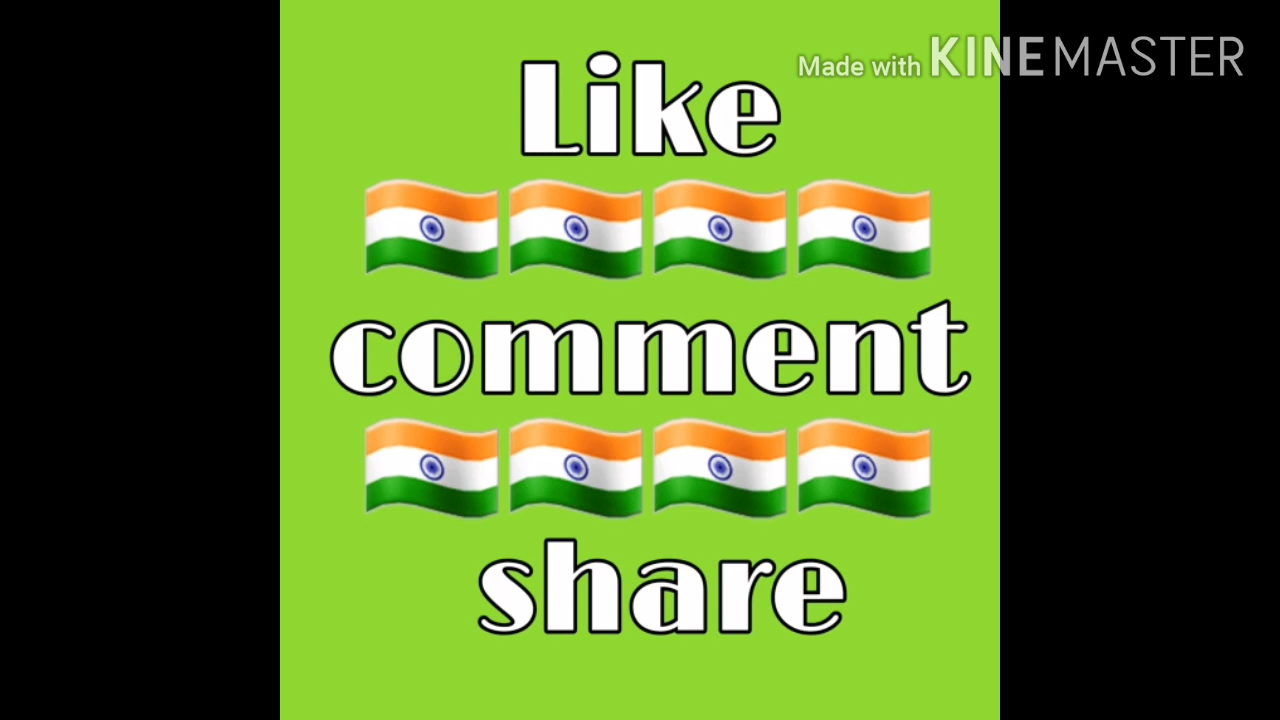 Made with KINEMASTER
Like
🇮🇳🇮🇳🇮🇳🇮🇳
comment
🇮🇳🇮🇳🇮🇳🇮🇳
share